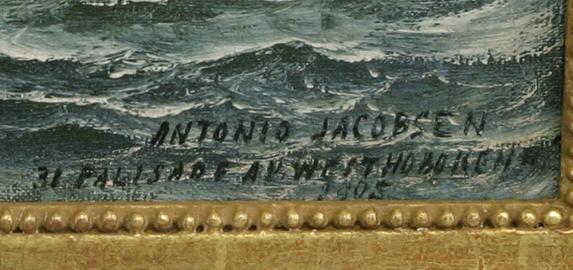 ANTONIO JACOBSEN
31 PALISADE AV. WEST HOBOKEN